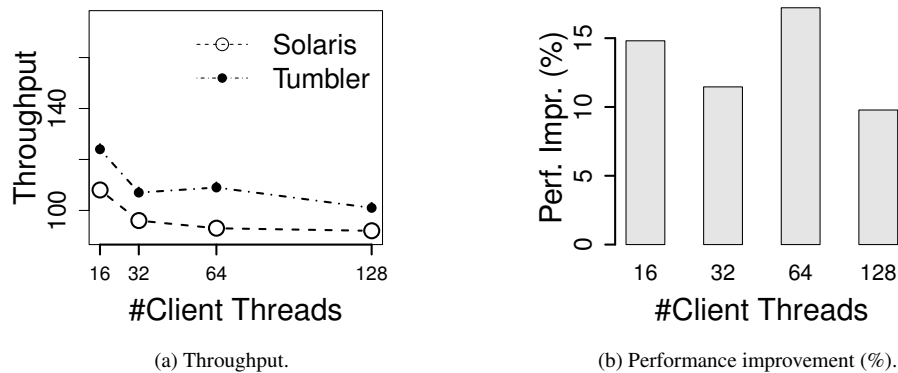 Throughput
100
140
Solaris
Tumbler
16
32
64
128
#Client Threads
(a) Throughput.
Perf. Impr. (%)
0
5
10
15
16
32
64
128
#Client Threads
(b) Performance improvement (%).